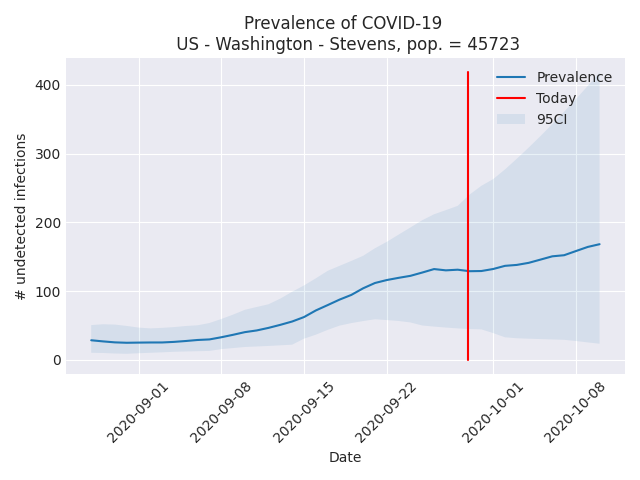 Prevalence of COVID-19
US - Washington - Stevens, pop. = 45723
Prevalence
Today
95CI
400
300
200
100
0
# undetected infections
2020-09-01
2020-09-08
2020-09-15
2020-09-22
2020-10-01
2020-10-08
Date